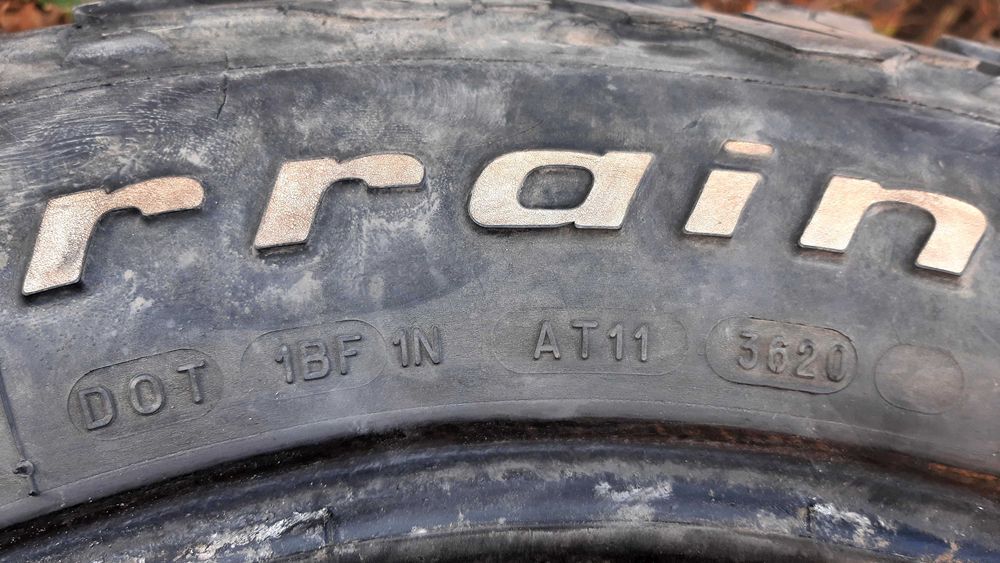 rrain
DOT 1BF 1N AT11 3620